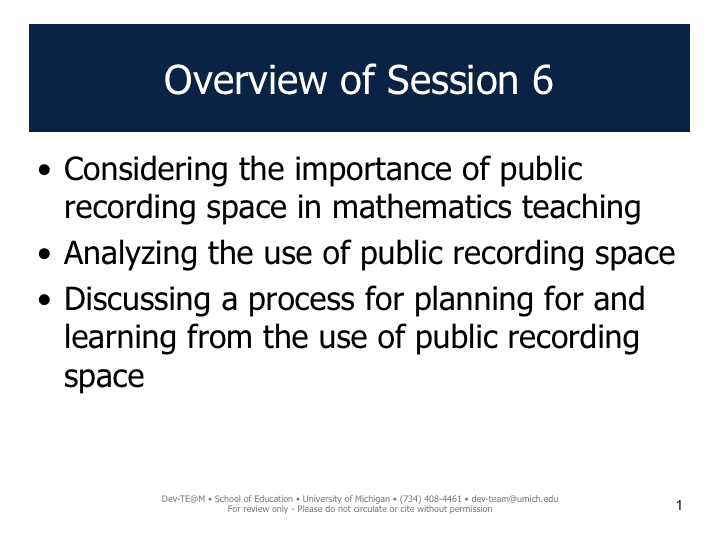 Overview of Session 6
• Considering the importance of public
recording space in mathematics teaching
• Analyzing the use of public recording space
• Discussing a process for planning for and
learning from the use of public recording
space
Dev-TE@M • School of Education • University of Michigan • (734) 408-4461 • dev-team@umich.edu
For review only - Please do not circulate or cite without permission
1